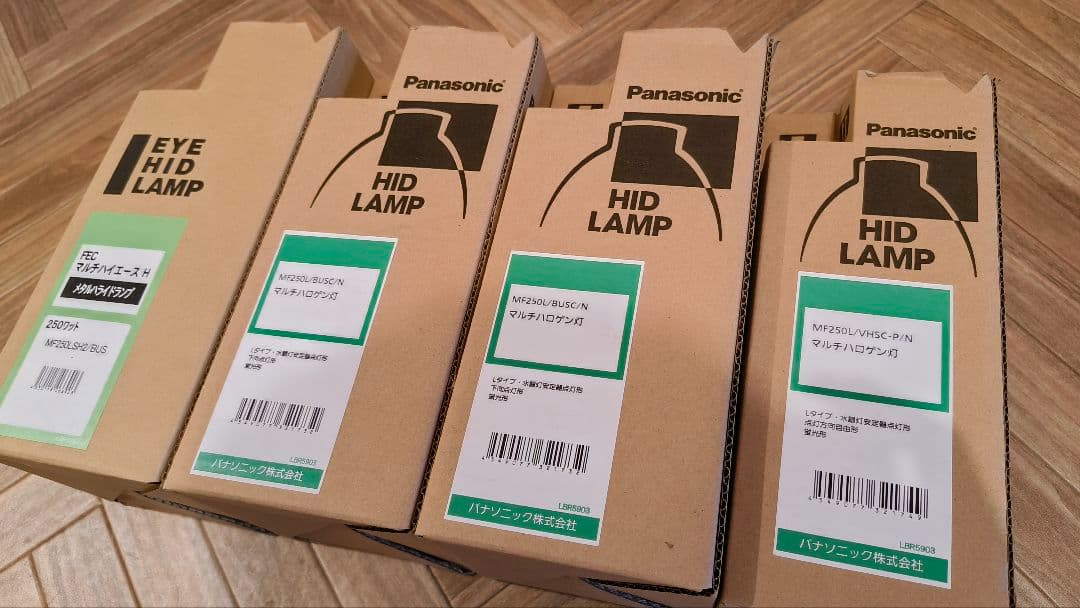 EYE
HID
LAMP
FEC
マルチハイエース H
メタルハライドランプ
250ワット
MF250LSH2/BUS
Panasonic
HID
LAMP
MF250L/BUSC/N
マルチハロゲン灯
Lタイプ・水銀灯安定器点灯形
下向点灯形
蛍光形
LBR5903
パナソニック株式会社
Panasonic
HID
LAMP
MF250L/BUSC/N
マルチハロゲン灯
Lタイプ・水銀灯安定器点灯形
下向点灯形
蛍光形
4549077321732
LBR5903
パナソニック株式会社
Panasonic
HID
LAMP
MF250L/VHSC-P/N
マルチハロゲン灯
Lタイプ・水銀灯安定器点灯形
点灯方向自由形
蛍光形
4549077321749
LBR5903
パナソニック株式会社